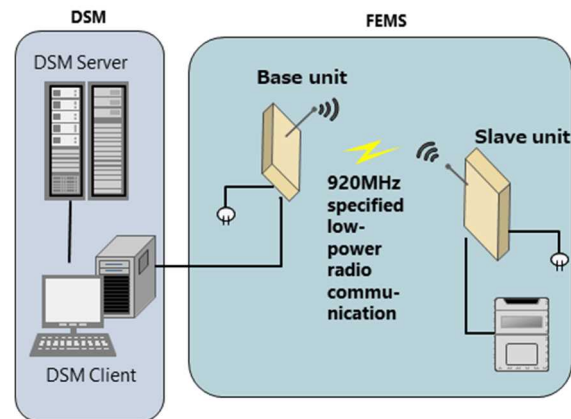 DSM
DSM Server
DSM Client
FEMS
Base unit
Slave unit
920MHz
specified
low-
power
radio
commu-
nication